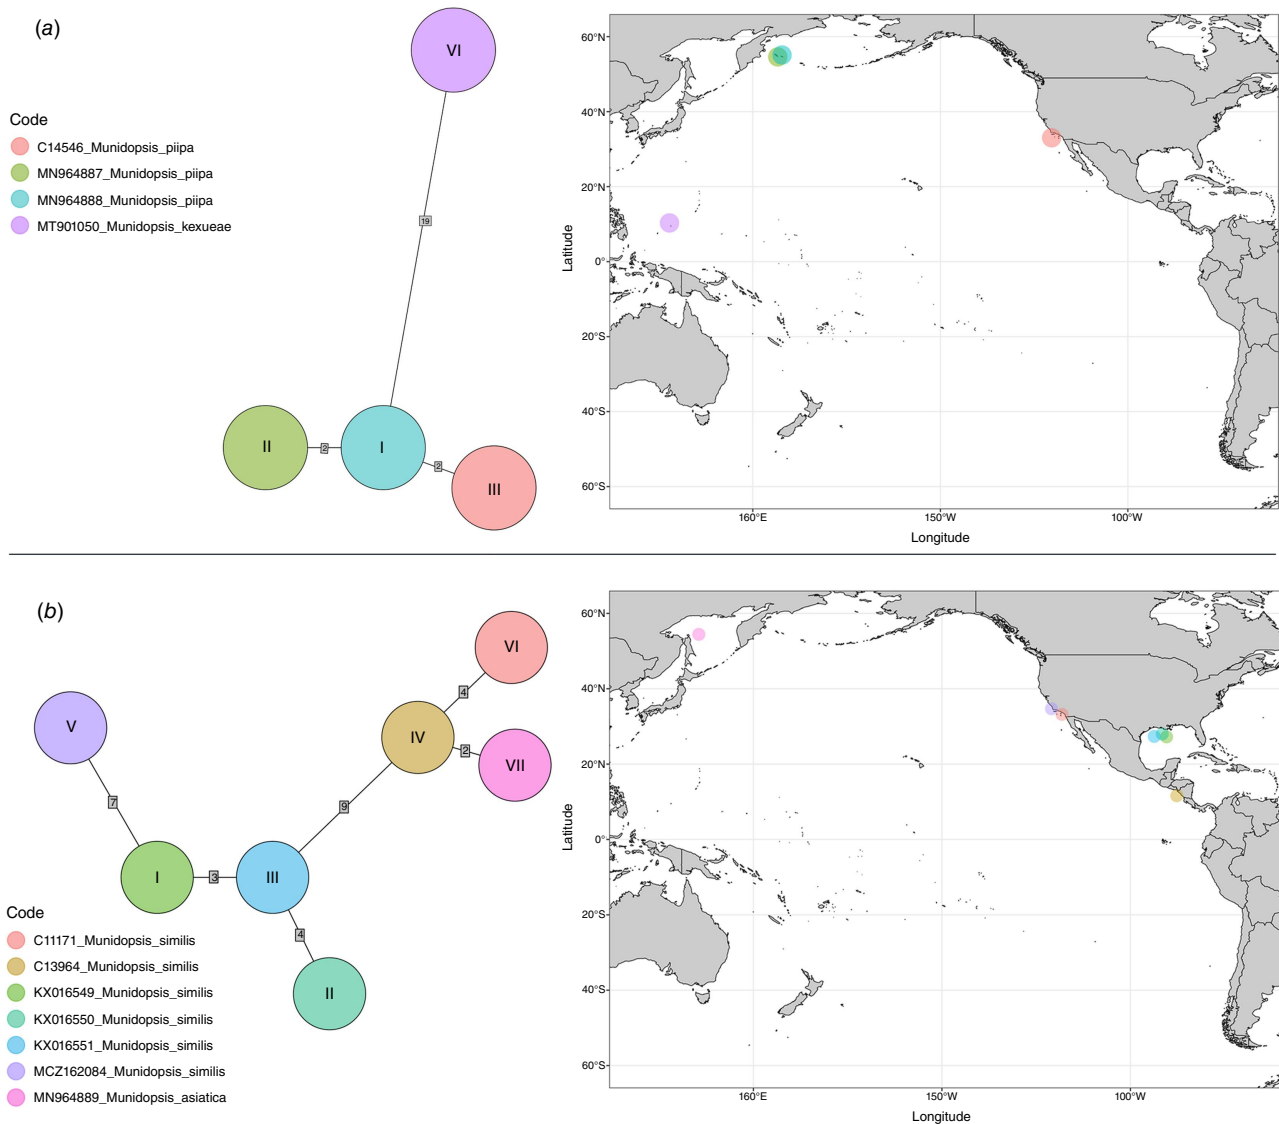 (a)
VI
Code
C14546_Munidopsis_piipa
MN964887_Munidopsis_piipa
MN964888_Munidopsis_piipa
MT901050_Munidopsis_kexueae
19
II
2
I
2
III
Latitude
60°N
40°N
20°N
0°
20°S
40°S
60°S
160°E
150°W
100°W
Longitude
(b)
VI
4
IV
V
2
VII
7
9
I
3
III
4
II
Code
C11171_Munidopsis_similis
C13964_Munidopsis_similis
KX016549_Munidopsis_similis
KX016550_Munidopsis_similis
KX016551_Munidopsis_similis
MCZ162084_Munidopsis_similis
MN964889_Munidopsis_asiatica
Latitude
60°N
40°N
20°N
0°
20°S
40°S
60°S
160°E
150°W
100°W
Longitude